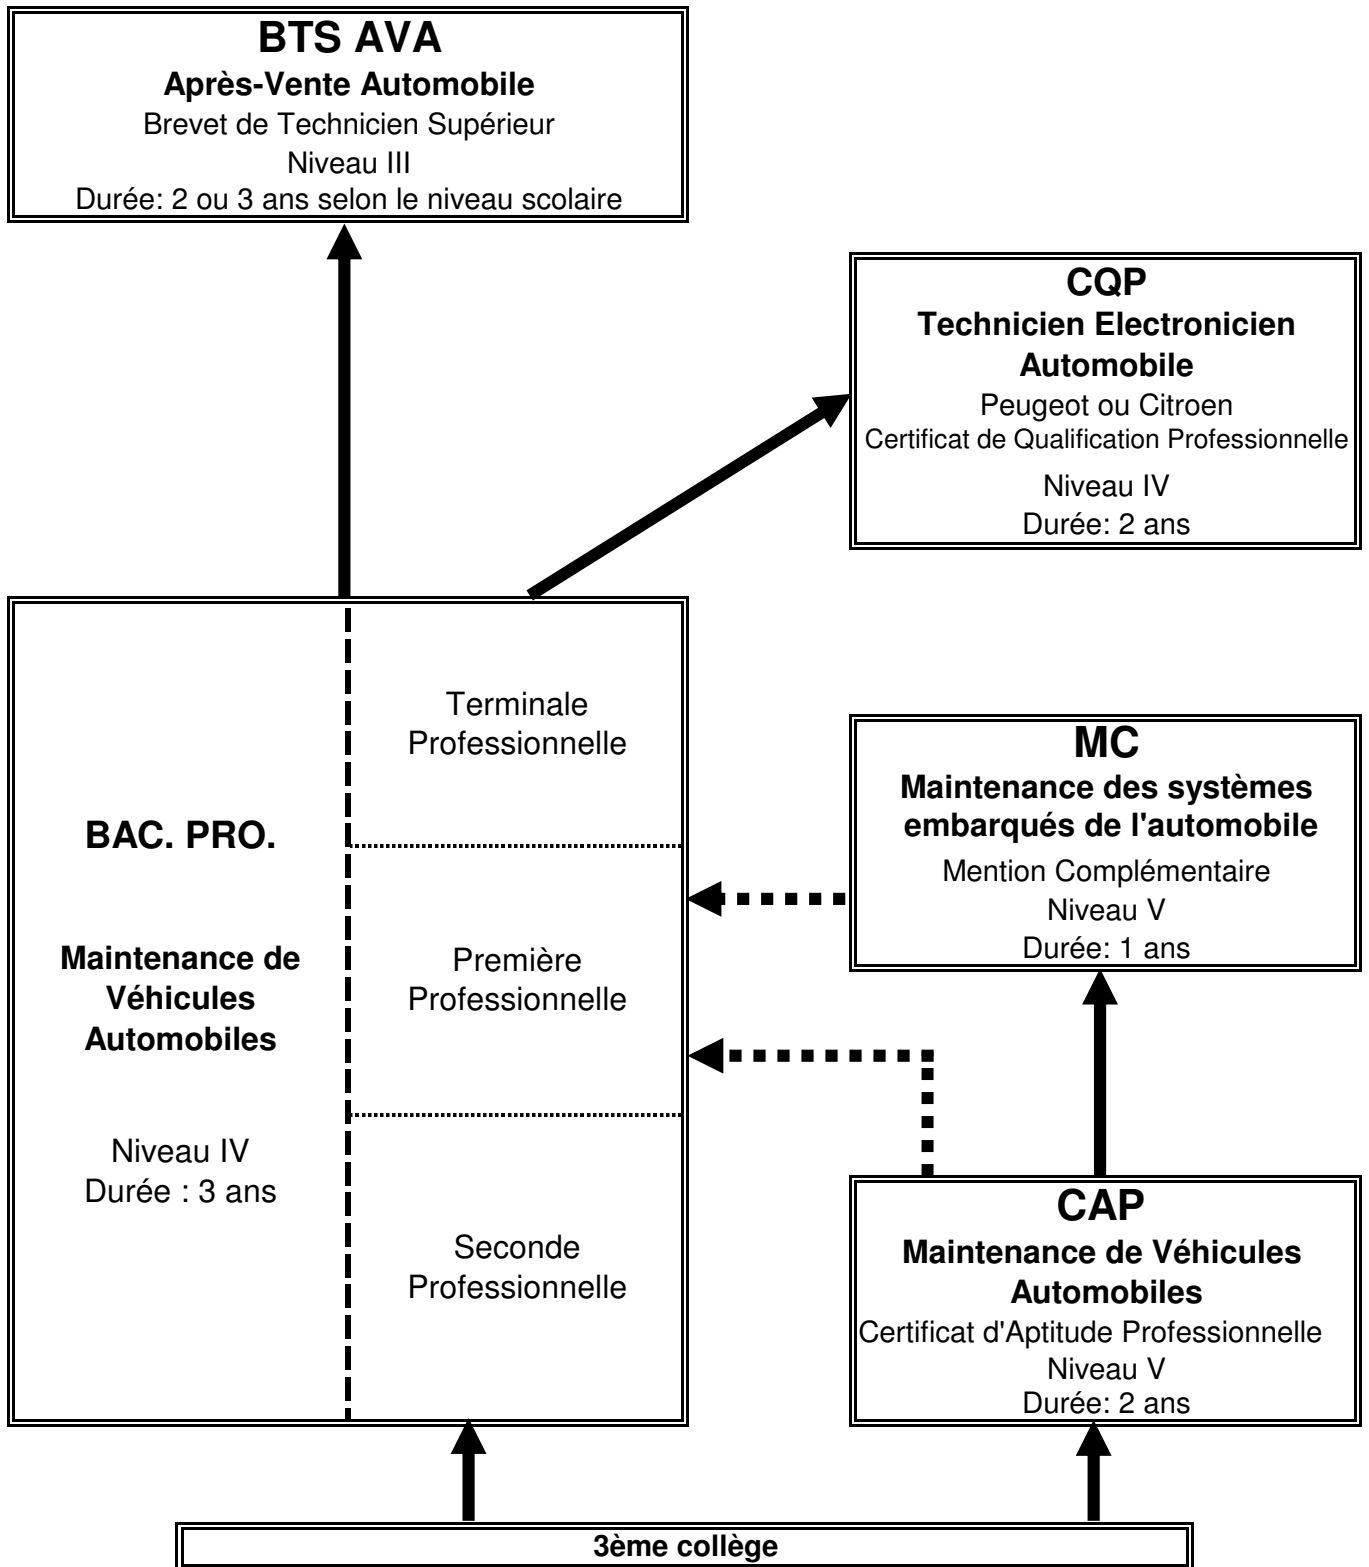 BTS AVA
Après-Vente Automobile
Brevet de Technicien Supérieur
Niveau III
Durée: 2 ou 3 ans selon le niveau scolaire
CQP
Technicien Electronicien
Automobile
Peugeot ou Citroen
Certificat de Qualification Professionnelle
Niveau IV
Durée: 2 ans
BAC. PRO.
Maintenance de
Véhicules
Automobiles
Niveau IV
Durée : 3 ans
Terminale
Professionnelle
Première
Professionnelle
Seconde
Professionnelle
MC
Maintenance des systèmes
embarqués de l'automobile
Mention Complémentaire
Niveau V
Durée: 1 ans
CAP
Maintenance de Véhicules
Automobiles
Certificat d'Aptitude Professionnelle
Niveau V
Durée: 2 ans
3ème collège